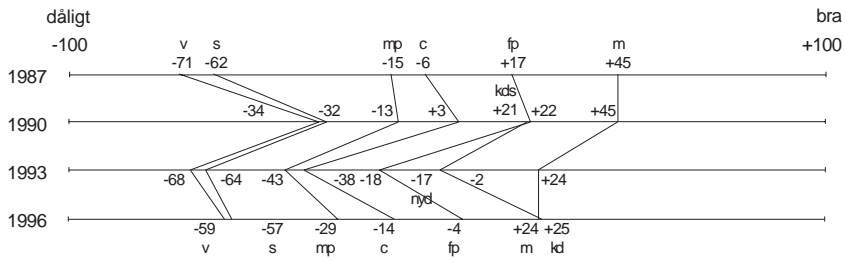 dåligt bra
-100 v s mp c fp m +100
-71 -62 -15 -6 +17 +45
1987
kds
-34 -32 -13 +3 +21 +22 +45
1990
1993
-68 -64 -43 -38 -18 -17 -2 +24
nyd
1996
-59 -57 -29 -14 -4 +24 +25
v s mp c fp m kd